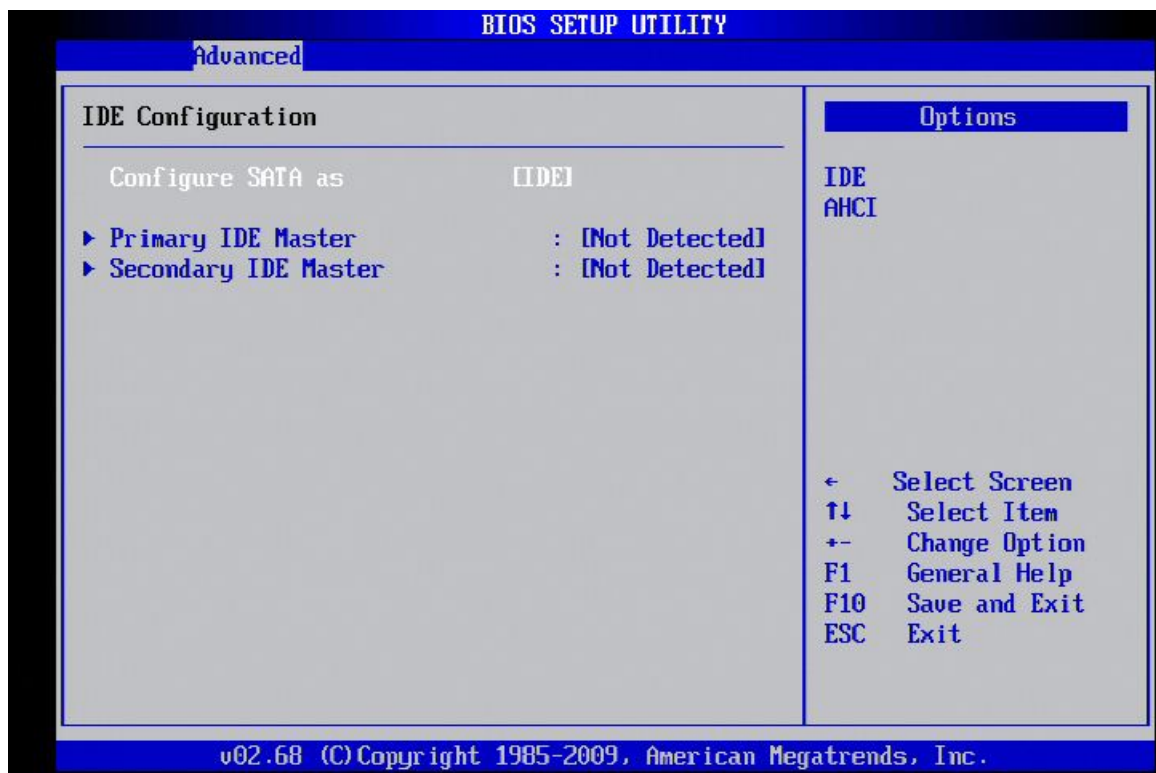 BIOS SETUP UTILITY
Advanced
IDE Configuration
Configure SATA as [IDE]
▶ Primary IDE Master : [Not Detected]
▶ Secondary IDE Master : [Not Detected]
Options
IDE
AHCI
← Select Screen
↑↓ Select Item
+- Change Option
F1 General Help
F10 Save and Exit
ESC Exit
v02.68 (C)Copyright 1985-2009, American Megatrends, Inc.